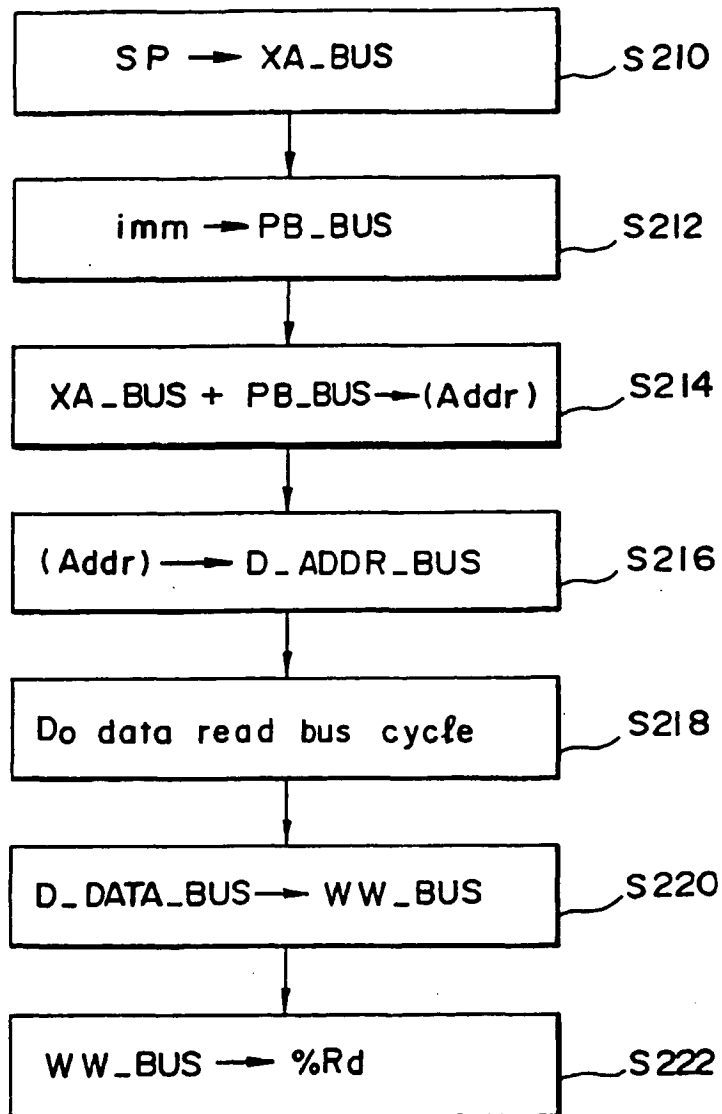 SP → XA_BUS S210
imm → PB_BUS S212
XA_BUS + PB_BUS → (Addr) S214
(Addr) → D_ADDR_BUS S216
Do data read bus cycle S218
D_DATA_BUS → WW_BUS S220
WW_BUS → %Rd S222